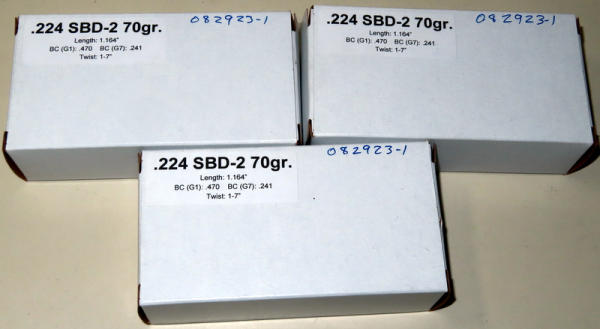 .224 SBD-2 70gr.
Length: 1.164"
BC (G1): .470 BC (G7): .241
Twist: 1-7"
082923-1
.224 SBD-2 70gr.
Length: 1.164"
BC (G1): .470 BC (G7): .241
Twist: 1-7"
082923-1
.224 SBD-2 70gr.
Length: 1.164"
BC (G1): .470 BC (G7): .241
Twist: 1-7"
082923-1